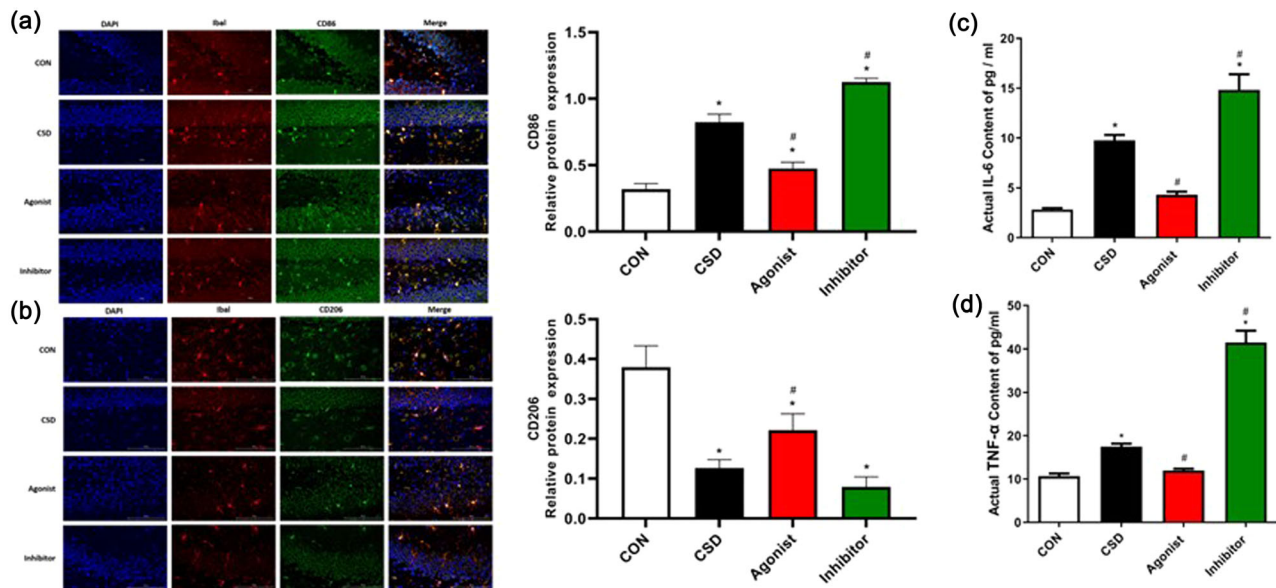 (a)
DAPI Ibal CD86 Merge
CON
CSD
Agonist
Inhibitor
CD86
Relative protein expression
1.5
1.0
0.5
0.0
*
#
*
#
*
CON CSD Agonist Inhibitor
(b)
DAPI Ibal CD206 Merge
CON
CSD
Agonist
Inhibitor
CD206
Relative protein expression
0.5
0.4
0.3
0.2
0.1
0.0
*
#
*
*
CON CSD Agonist Inhibitor
(c)
Actual IL-6 Content of pg / ml
20
15
10
5
0
*
#
#
*
CON CSD Agonist Inhibitor
(d)
Actual TNF-α Content of pg/ml
50
40
30
20
10
0
*
#
#
*
CON CSD Agonist Inhibitor